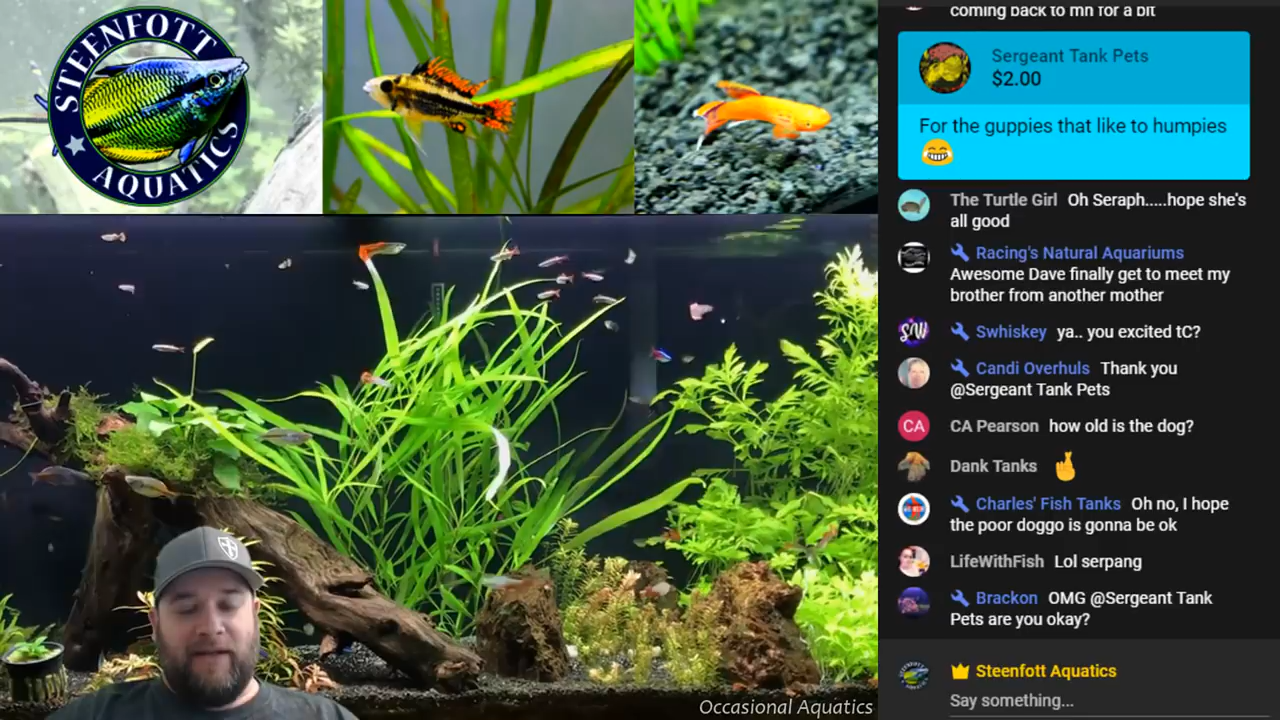 STEENFOTT
AQUATICS
coming back to mn for a bit
Sergeant Tank Pets
$2.00
For the guppies that like to humpies
😁
The Turtle Girl Oh Seraph.....hope she's
all good
Racing's Natural Aquariums
Awesome Dave finally get to meet my
brother from another mother
S/W
Swhiskey ya.. you excited tC?
Candi Overhuls Thank you
@Sergeant Tank Pets
CA
CA Pearson how old is the dog?
Dank Tanks 🤞
Charles' Fish Tanks Oh no, I hope
the poor doggo is gonna be ok
LifeWithFish Lol serpang
Brackon OMG @Sergeant Tank
Pets are you okay?
Steenfott Aquatics
Say something...
Occasional Aquatics